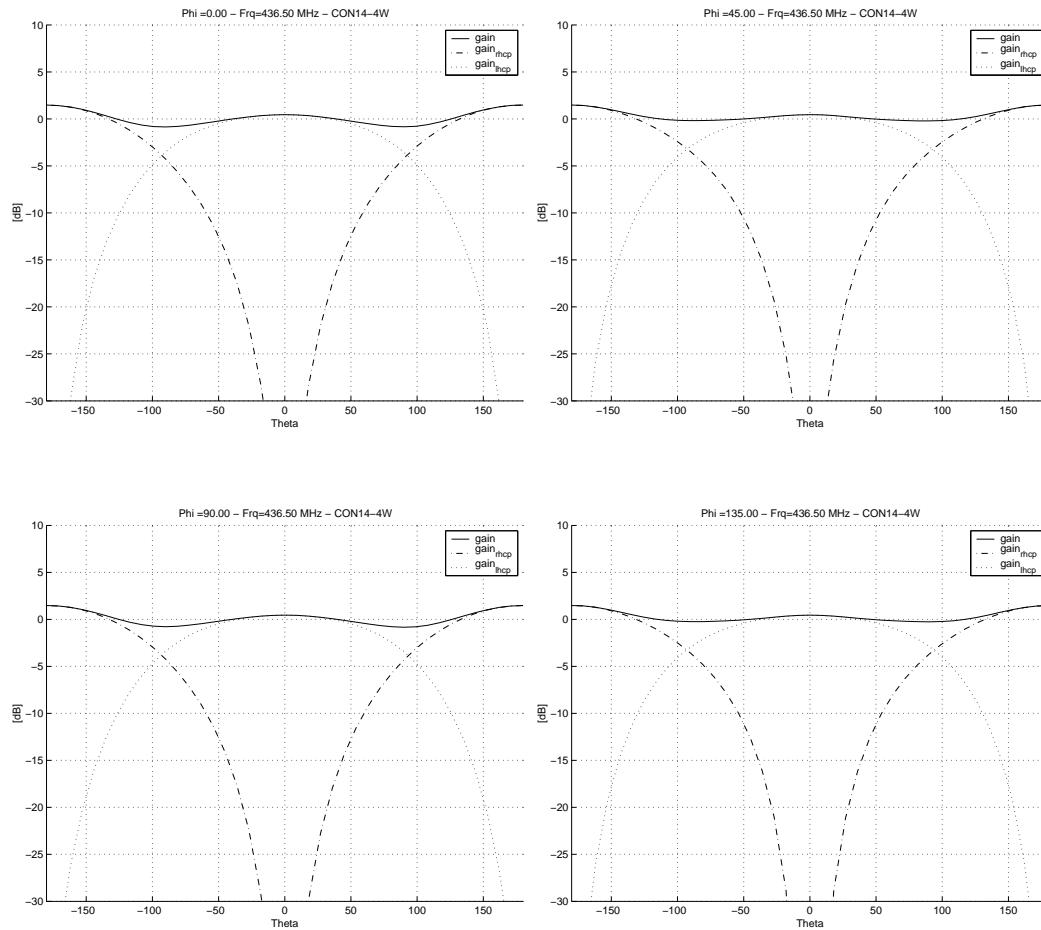 Phi =0.00 − Frq=436.50 MHz − CON14−4W
gain
gain_rhcp
gain_lhcp
10
5
0
−5
−10
−15
−20
−25
−30
[dB]
−150 −100 −50 0 50 100 150
Theta
Phi =45.00 − Frq=436.50 MHz − CON14−4W
gain
gain_rhcp
gain_lhcp
10
5
0
−5
−10
−15
−20
−25
−30
[dB]
−150 −100 −50 0 50 100 150
Theta
Phi =90.00 − Frq=436.50 MHz − CON14−4W
gain
gain_rhcp
gain_lhcp
10
5
0
−5
−10
−15
−20
−25
−30
[dB]
−150 −100 −50 0 50 100 150
Theta
Phi =135.00 − Frq=436.50 MHz − CON14−4W
gain
gain_rhcp
gain_lhcp
10
5
0
−5
−10
−15
−20
−25
−30
[dB]
−150 −100 −50 0 50 100 150
Theta